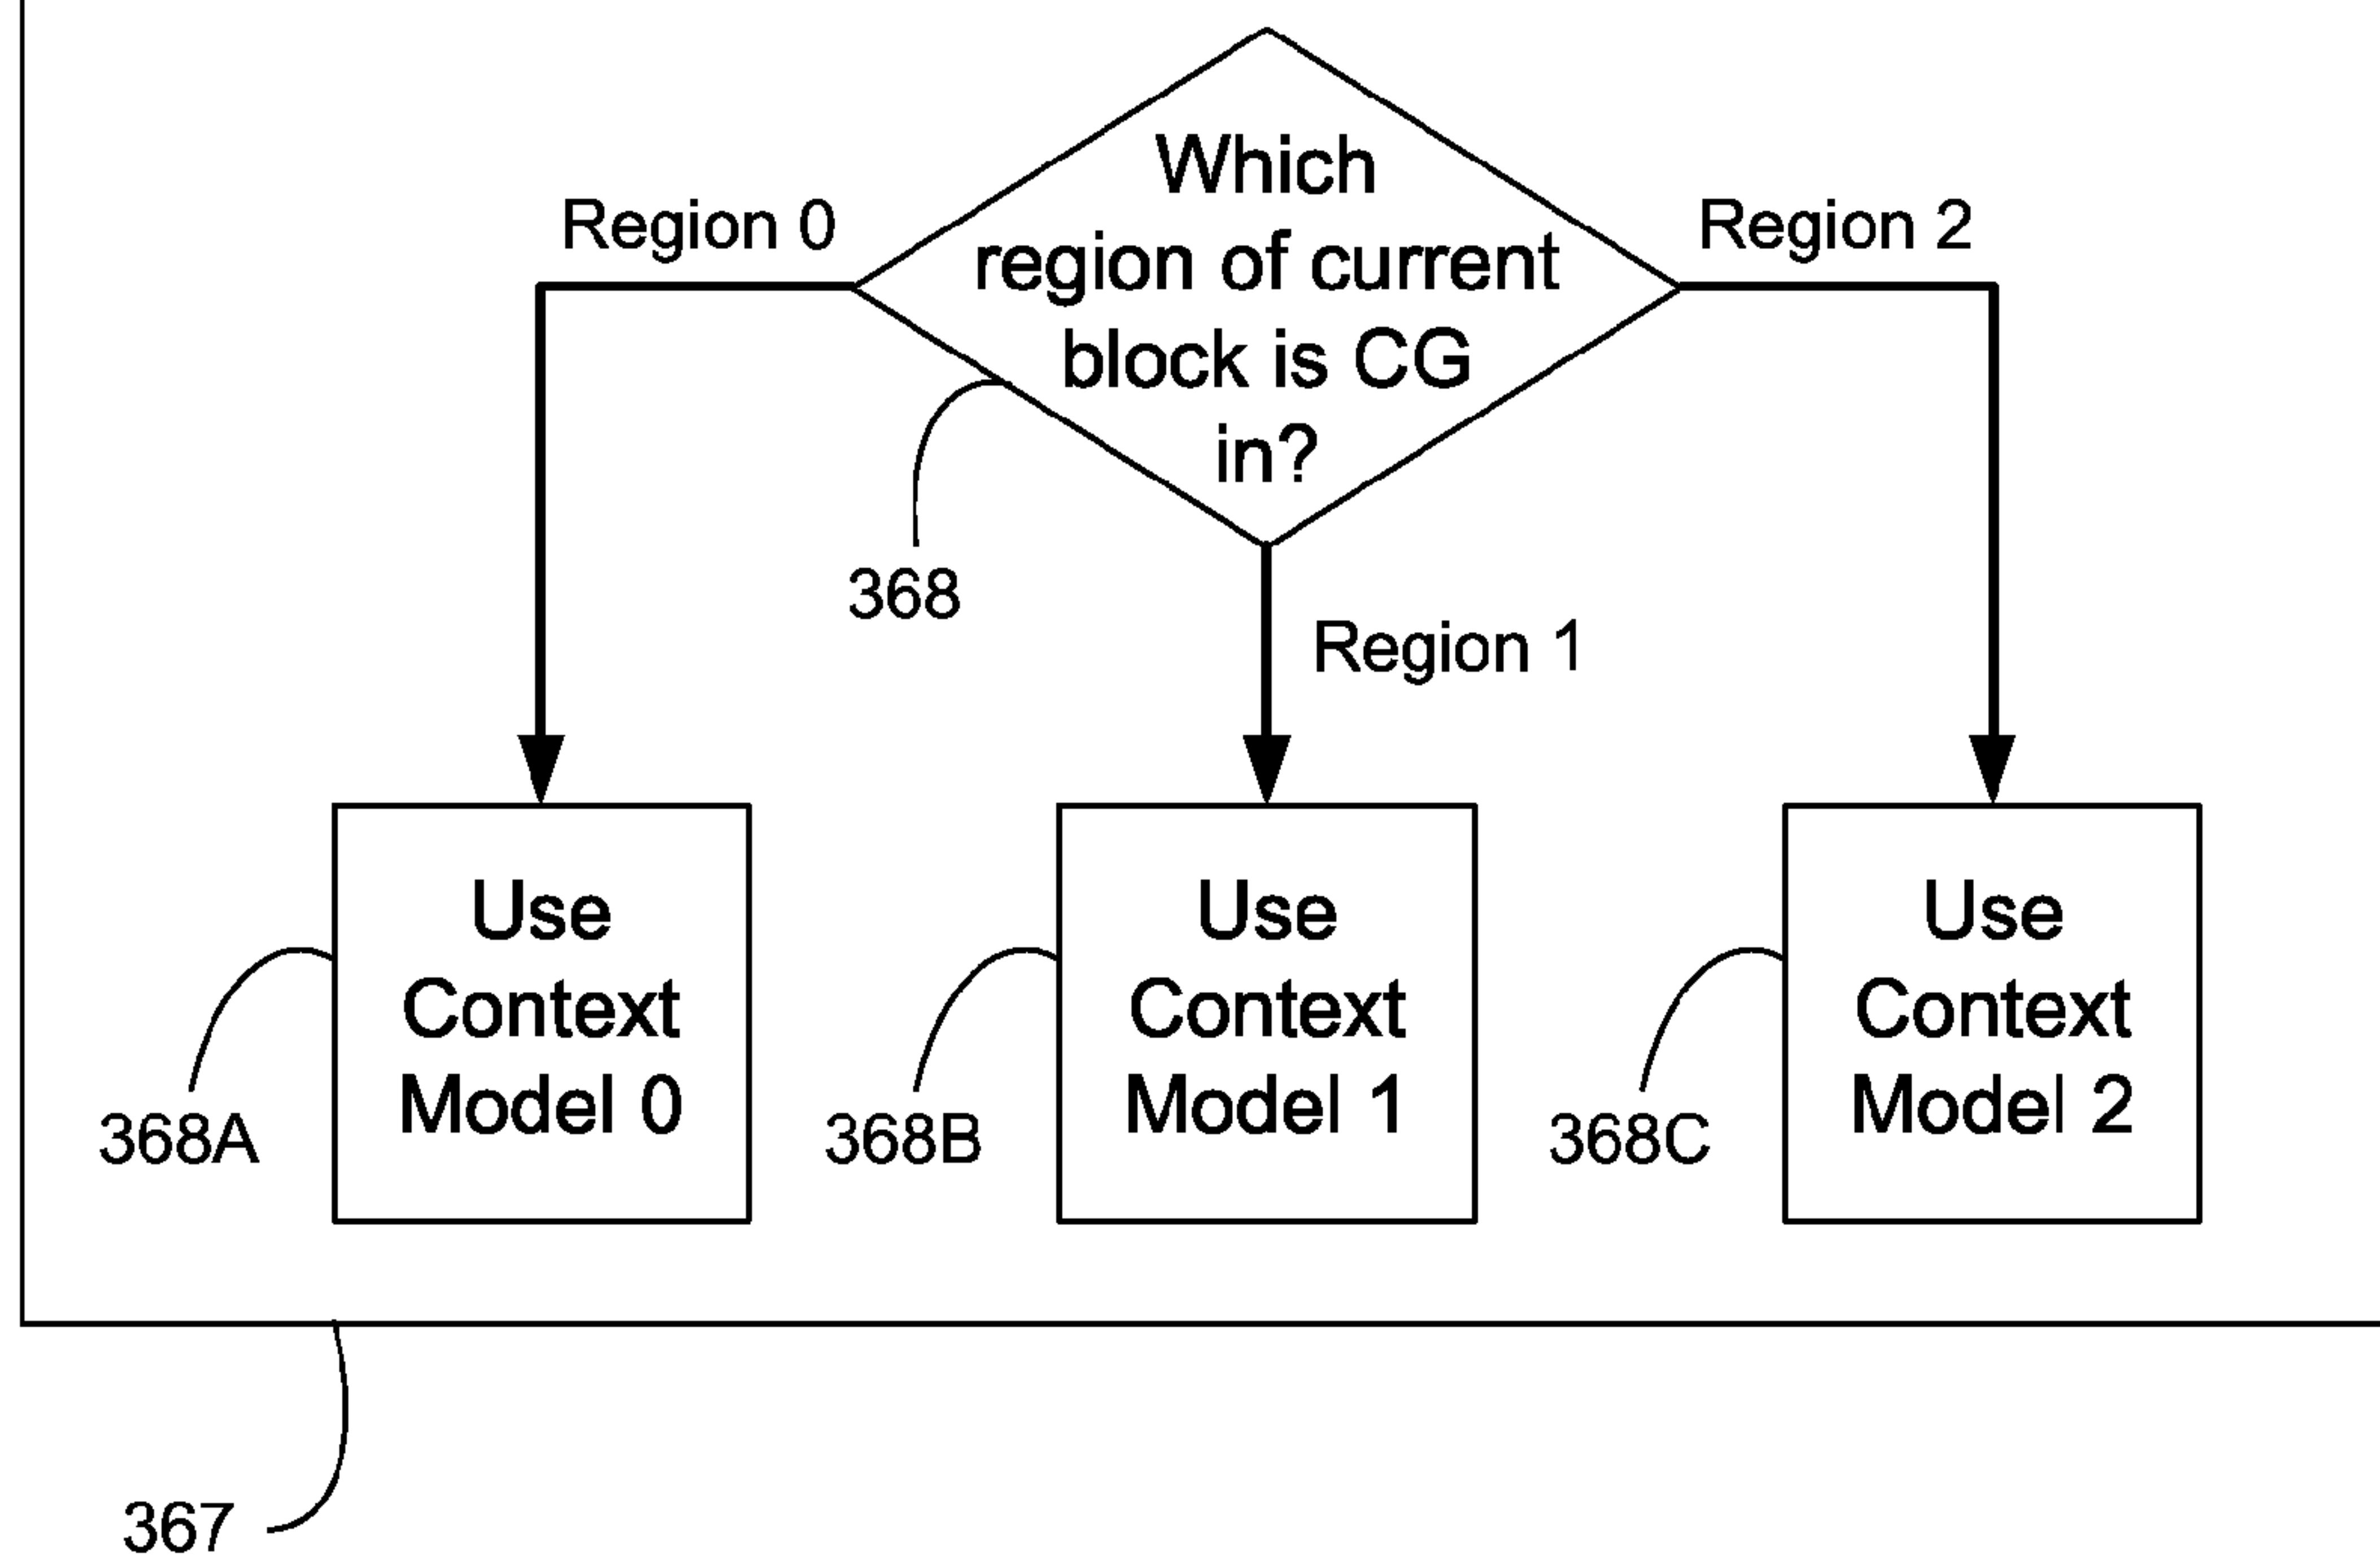 Which
region of current
block is CG
in?
Region 0
Region 2
368
Region 1
Use
Context
Model 0
368A
Use
Context
Model 1
368B
Use
Context
Model 2
368C
367